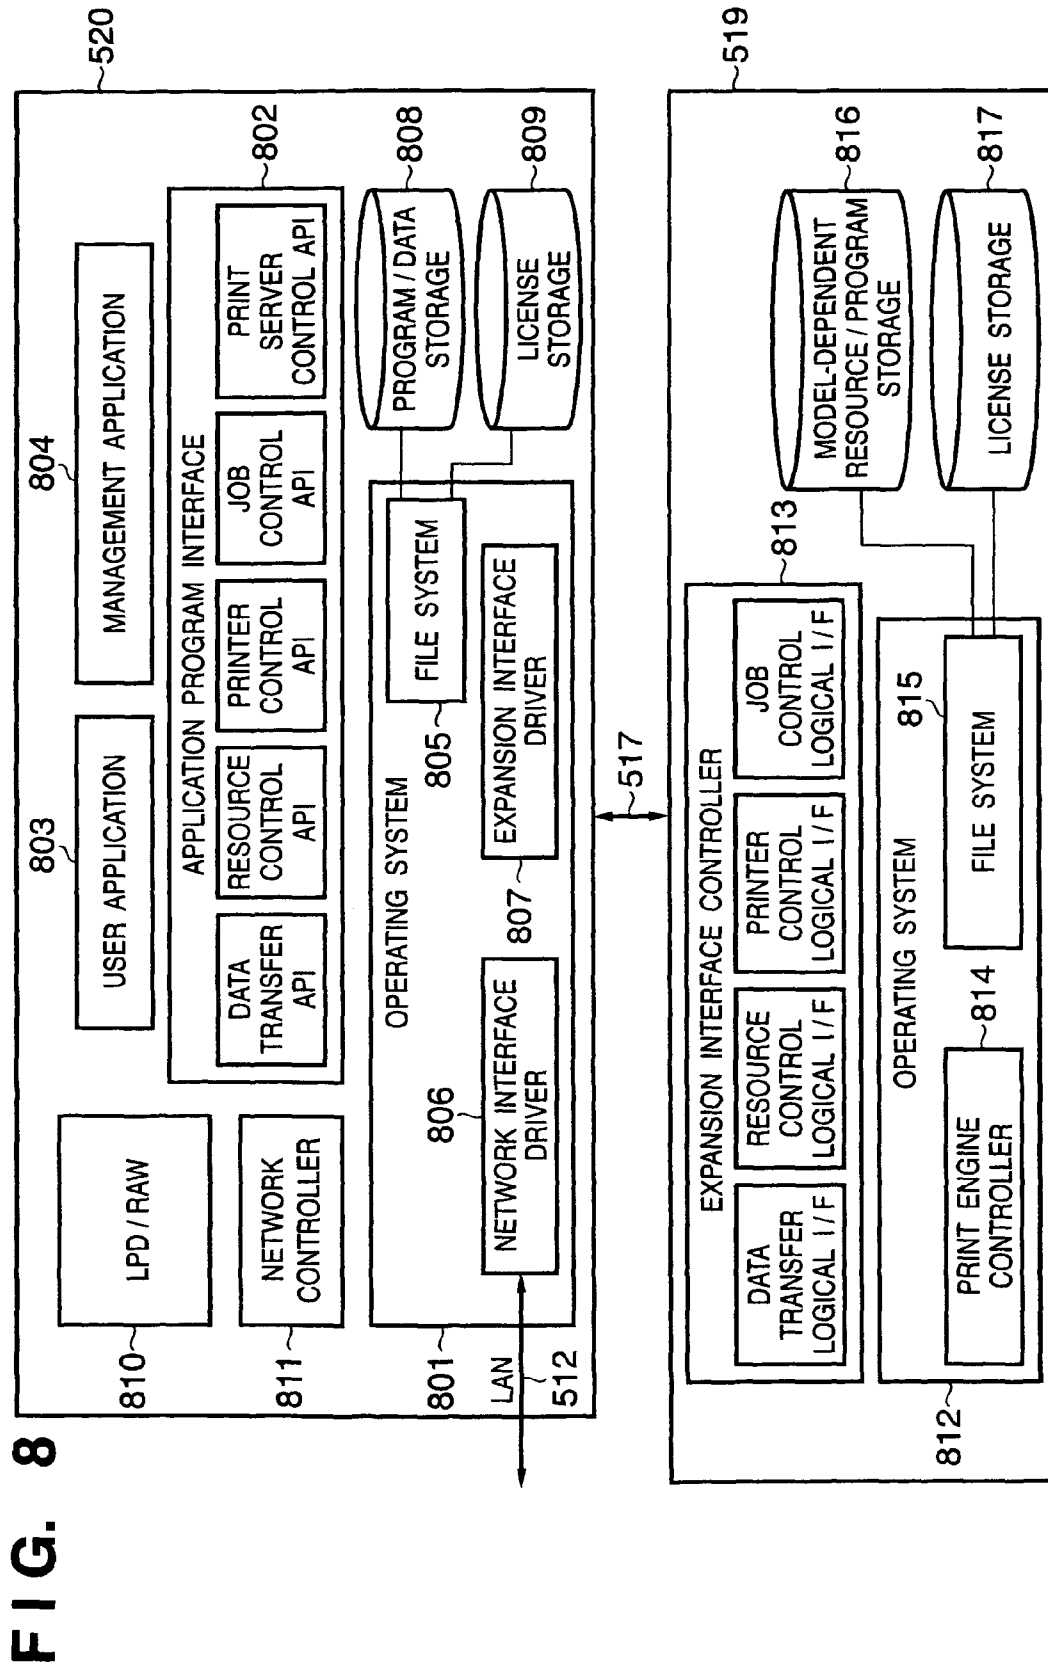 FIG. 8
520
803
804
USER APPLICATION
MANAGEMENT APPLICATION
810
LPD/RAW
811
NETWORK
CONTROLLER
802
APPLICATION PROGRAM INTERFACE
DATA
TRANSFER
API
RESOURCE
CONTROL
API
PRINTER
CONTROL
API
JOB
CONTROL
API
PRINT
SERVER
CONTROL API
801
OPERATING SYSTEM
806
NETWORK INTERFACE
DRIVER
805
FILE SYSTEM
807
EXPANSION INTERFACE
DRIVER
808
PROGRAM/DATA
STORAGE
809
LICENSE
STORAGE
LAN
512
517
519
813
EXPANSION INTERFACE CONTROLLER
DATA
TRANSFER
LOGICAL I/F
RESOURCE
CONTROL
LOGICAL I/F
PRINTER
CONTROL
LOGICAL I/F
JOB
CONTROL
LOGICAL I/F
812
OPERATING SYSTEM
814
PRINT ENGINE
CONTROLLER
815
FILE SYSTEM
816
MODEL-DEPENDENT
RESOURCE/PROGRAM
STORAGE
817
LICENSE STORAGE